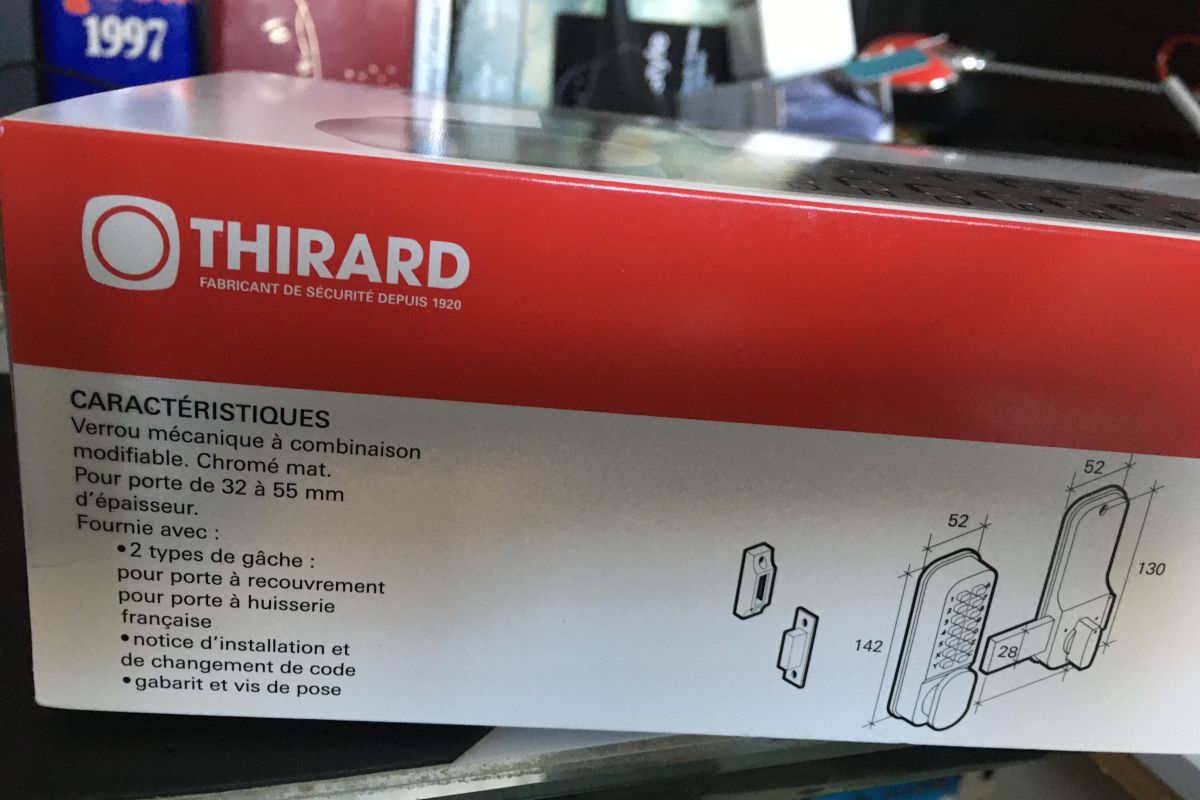 1997
THIRARD
FABRICANT DE SÉCURITÉ DEPUIS 1920
CARACTÉRISTIQUES
Verrou mécanique à combinaison
modifiable. Chromé mat.
Pour porte de 32 à 55 mm
d'épaisseur.
Fournie avec :
•2 types de gâche :
pour porte à recouvrement
pour porte à huisserie
française
•notice d'installation et
de changement de code
•gabarit et vis de pose
52
52
130
142
28